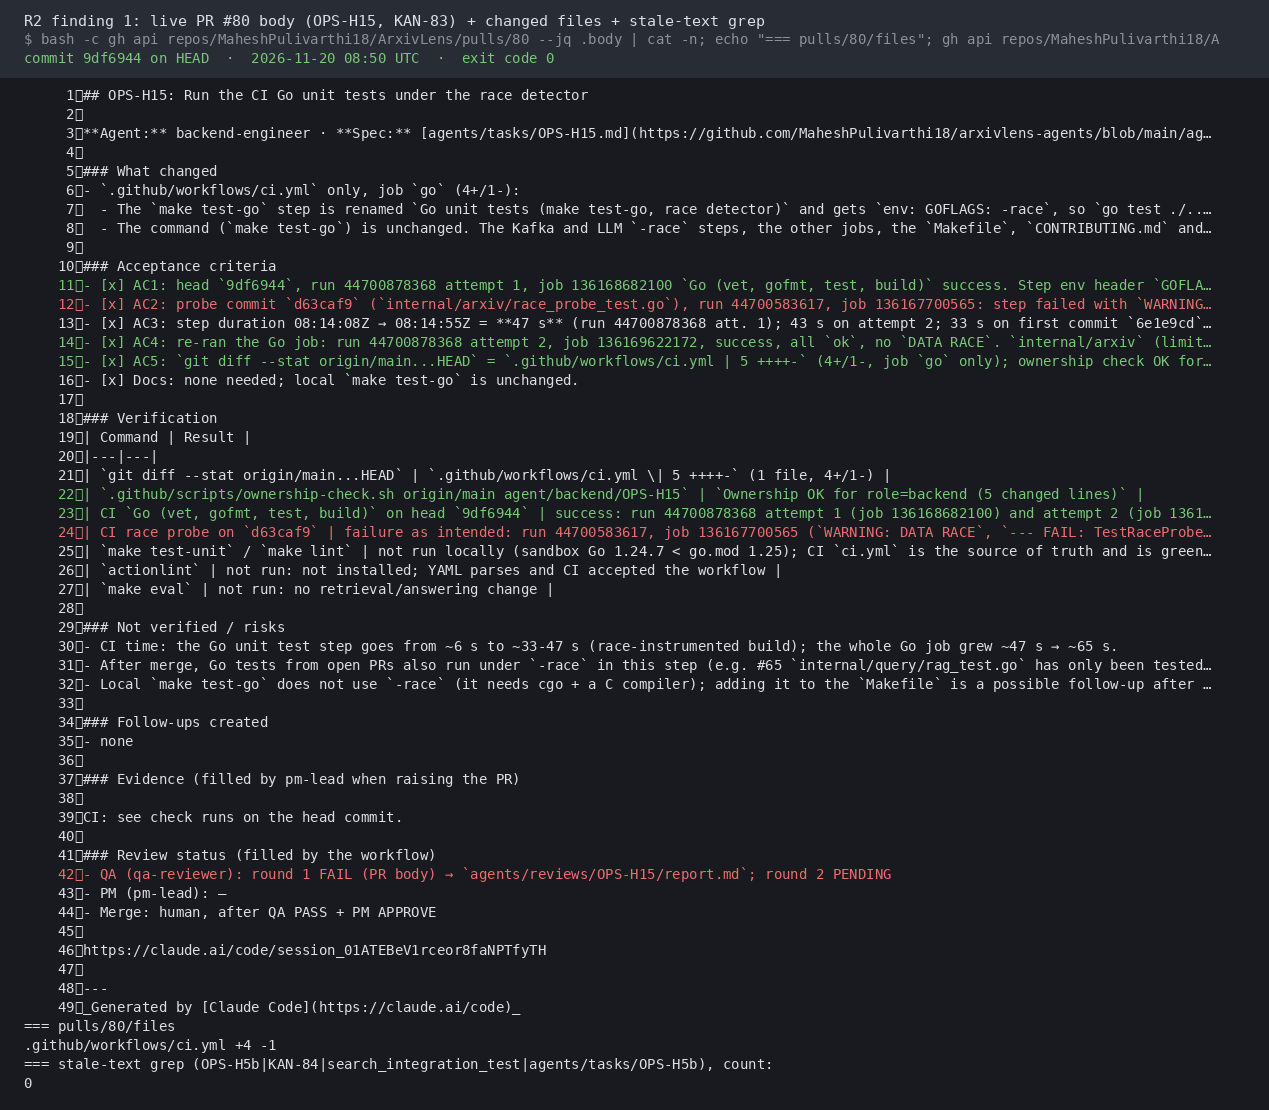 R2 finding 1: live PR #80 body (OPS-H15, KAN-83) + changed files + stale-text grep
$ bash -c gh api repos/MaheshPulivarthi18/ArxivLens/pulls/80 --jq .body | cat -n; echo "=== pulls/80/files"; gh api repos/MaheshPulivarthi18/A
commit 9df6944 on HEAD · 2026-11-20 08:50 UTC · exit code 0
1 ## OPS-H15: Run the CI Go unit tests under the race detector
2
3 **Agent:** backend-engineer · **Spec:** [agents/tasks/OPS-H15.md](https://github.com/MaheshPulivarthi18/arxivlens-agents/blob/main/ag…
4
5 ### What changed
6 - `.github/workflows/ci.yml` only, job `go` (4+/1-):
7   - The `make test-go` step is renamed `Go unit tests (make test-go, race detector)` and gets `env: GOFLAGS: -race`, so `go test ./..…
8   - The command (`make test-go`) is unchanged. The Kafka and LLM `-race` steps, the other jobs, the `Makefile`, `CONTRIBUTING.md` and…
9
10 ### Acceptance criteria
11 - [x] AC1: head `9df6944`, run 44700878368 attempt 1, job 136168682100 `Go (vet, gofmt, test, build)` success. Step env header `GOFLA…
12 - [x] AC2: probe commit `d63caf9` (`internal/arxiv/race_probe_test.go`), run 44700583617, job 136167700565: step failed with `WARNING…
13 - [x] AC3: step duration 08:14:08Z → 08:14:55Z = **47 s** (run 44700878368 att. 1); 43 s on attempt 2; 33 s on first commit `6e1e9cd`…
14 - [x] AC4: re-ran the Go job: run 44700878368 attempt 2, job 136169622172, success, all `ok`, no `DATA RACE`. `internal/arxiv` (limit…
15 - [x] AC5: `git diff --stat origin/main...HEAD` = `.github/workflows/ci.yml | 5 ++++-` (4+/1-, job `go` only); ownership check OK for…
16 - [x] Docs: none needed; local `make test-go` is unchanged.
17
18 ### Verification
19 | Command | Result |
20 |---|---|
21 | `git diff --stat origin/main...HEAD` | `.github/workflows/ci.yml \| 5 ++++-` (1 file, 4+/1-) |
22 | `.github/scripts/ownership-check.sh origin/main agent/backend/OPS-H15` | `Ownership OK for role=backend (5 changed lines)` |
23 | CI `Go (vet, gofmt, test, build)` on head `9df6944` | success: run 44700878368 attempt 1 (job 136168682100) and attempt 2 (job 1361…
24 | CI race probe on `d63caf9` | failure as intended: run 44700583617, job 136167700565 (`WARNING: DATA RACE`, `--- FAIL: TestRaceProbe…
25 | `make test-unit` / `make lint` | not run locally (sandbox Go 1.24.7 < go.mod 1.25); CI `ci.yml` is the source of truth and is green…
26 | `actionlint` | not run: not installed; YAML parses and CI accepted the workflow |
27 | `make eval` | not run: no retrieval/answering change |
28
29 ### Not verified / risks
30 - CI time: the Go unit test step goes from ~6 s to ~33-47 s (race-instrumented build); the whole Go job grew ~47 s → ~65 s.
31 - After merge, Go tests from open PRs also run under `-race` in this step (e.g. #65 `internal/query/rag_test.go` has only been tested…
32 - Local `make test-go` does not use `-race` (it needs cgo + a C compiler); adding it to the `Makefile` is a possible follow-up after …
33
34 ### Follow-ups created
35 - none
36
37 ### Evidence (filled by pm-lead when raising the PR)
38
39 CI: see check runs on the head commit.
40
41 ### Review status (filled by the workflow)
42 - QA (qa-reviewer): round 1 FAIL (PR body) → `agents/reviews/OPS-H15/report.md`; round 2 PENDING
43 - PM (pm-lead): —
44 - Merge: human, after QA PASS + PM APPROVE
45
46 https://claude.ai/code/session_01ATEBeV1rceor8faNPTfyTH
47
48 ---
49 _Generated by [Claude Code](https://claude.ai/code)_
=== pulls/80/files
.github/workflows/ci.yml +4 -1
=== stale-text grep (OPS-H5b|KAN-84|search_integration_test|agents/tasks/OPS-H5b), count:
0